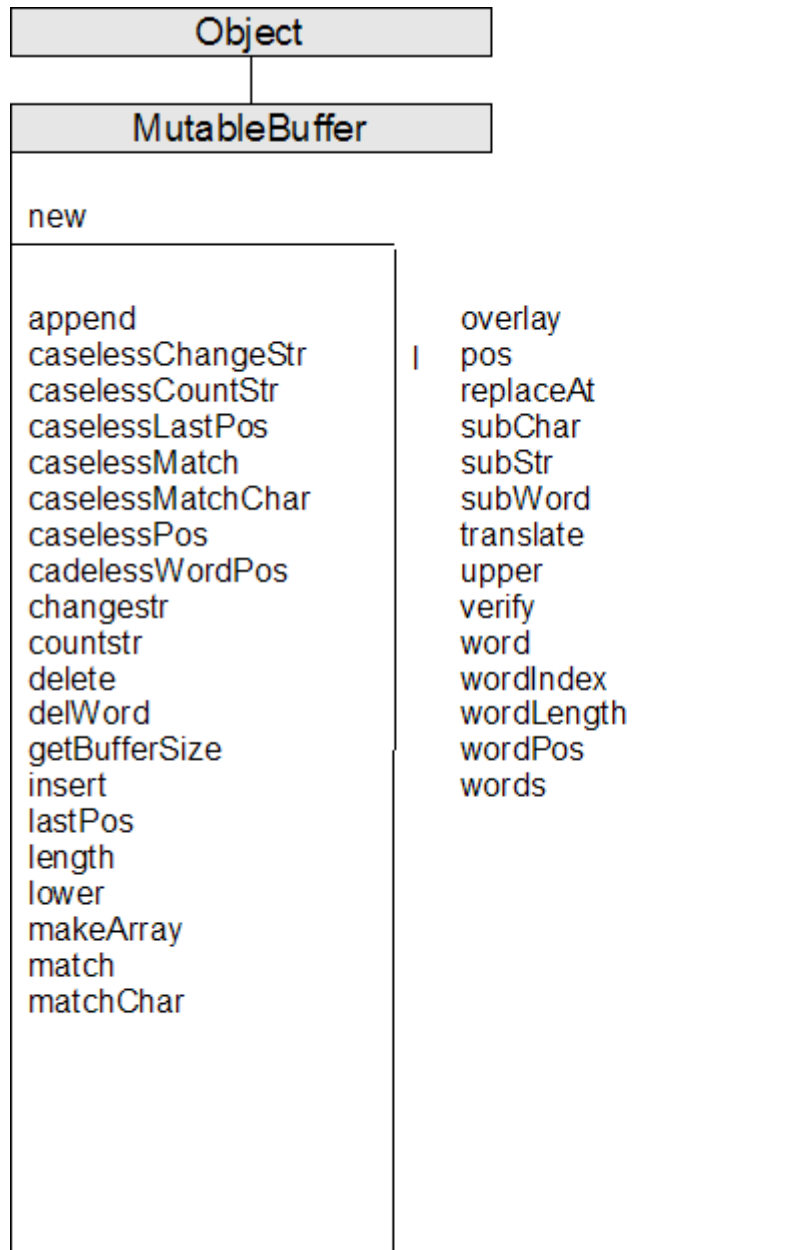 Object
MutableBuffer
new
append
caselessChangeStr
caselessCountStr
caselessLastPos
caselessMatch
caselessMatchChar
caselessPos
cadelessWordPos
changestr
countstr
delete
delWord
getBufferSize
insert
lastPos
length
lower
makeArray
match
matchChar
overlay
| pos
replaceAt
subChar
subStr
subWord
translate
upper
verify
word
wordIndex
wordLength
wordPos
words